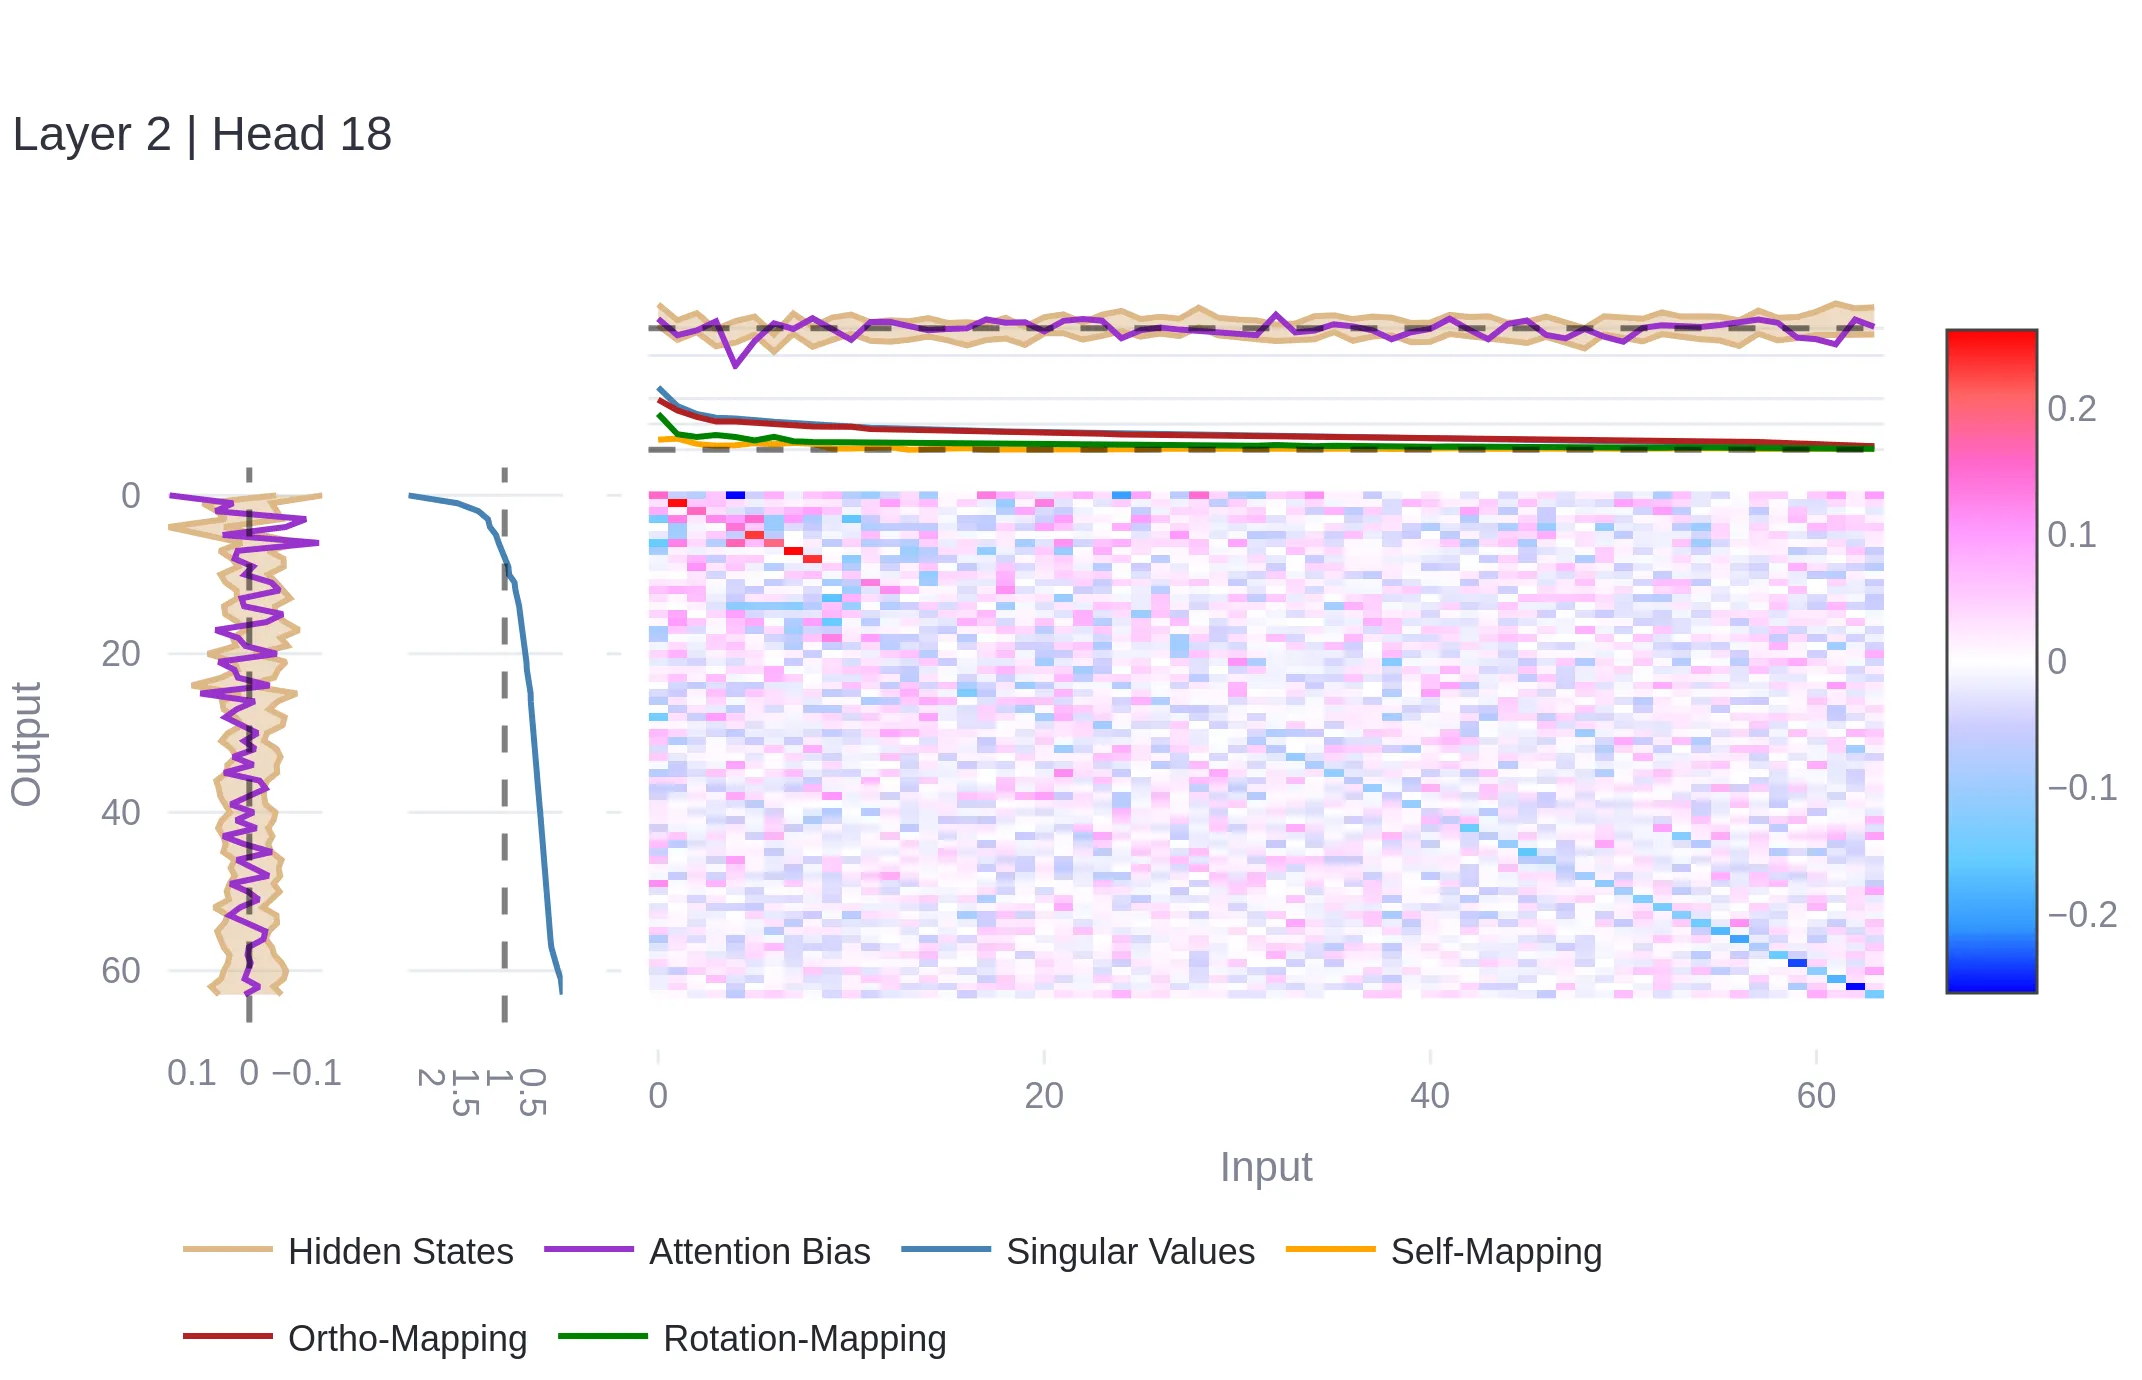 Layer 2 | Head 18
0.2
0.1
0
−0.1
−0.2
Output
0
20
40
60
0.1 0 −0.1
2 1.5 1 0.5
0 20 40 60
Input
Hidden States Attention Bias Singular Values Self-Mapping
Ortho-Mapping Rotation-Mapping